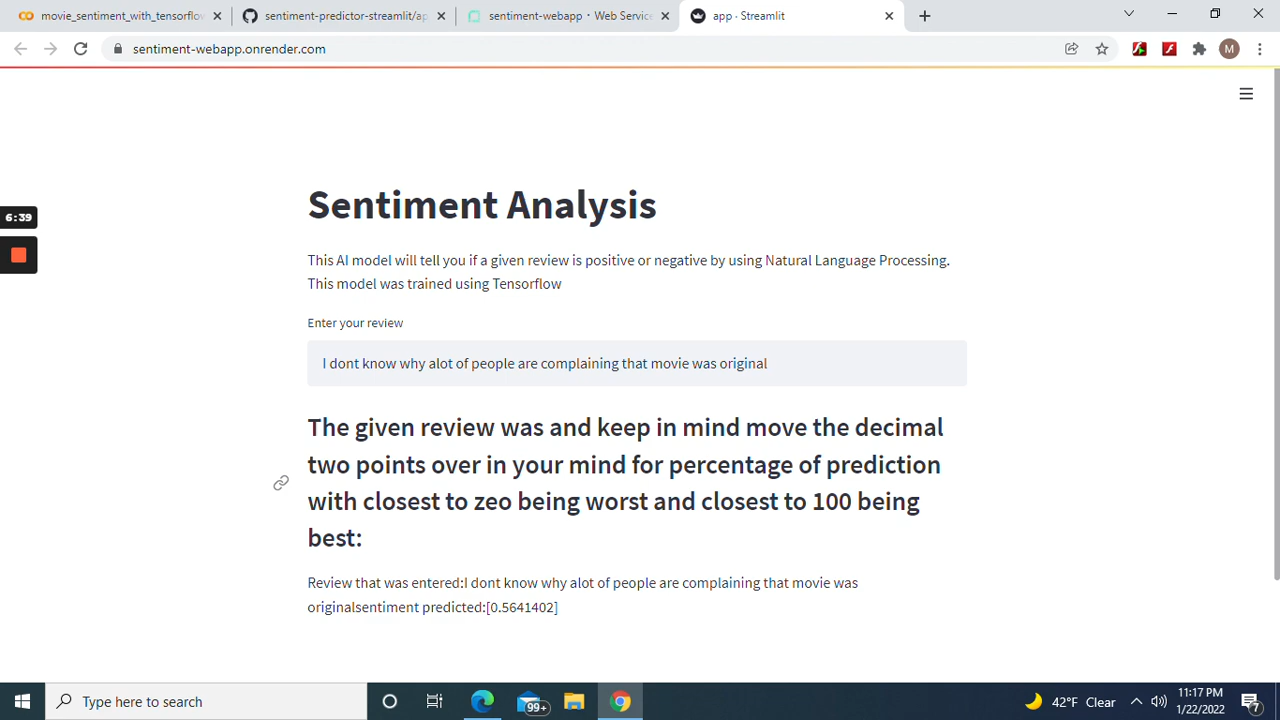 movie_sentiment_with_tensorflow
sentiment-predictor-streamlit/ap
sentiment-webapp · Web Service
app · Streamlit
sentiment-webapp.onrender.com
M
6:39
Sentiment Analysis
This AI model will tell you if a given review is positive or negative by using Natural Language Processing.
This model was trained using Tensorflow
Enter your review
I dont know why alot of people are complaining that movie was original
The given review was and keep in mind move the decimal
two points over in your mind for percentage of prediction
with closest to zeo being worst and closest to 100 being
best:
Review that was entered:I dont know why alot of people are complaining that movie was
originalsentiment predicted:[0.5641402]
Type here to search
99+
42°F Clear
11:17 PM
1/22/2022
7